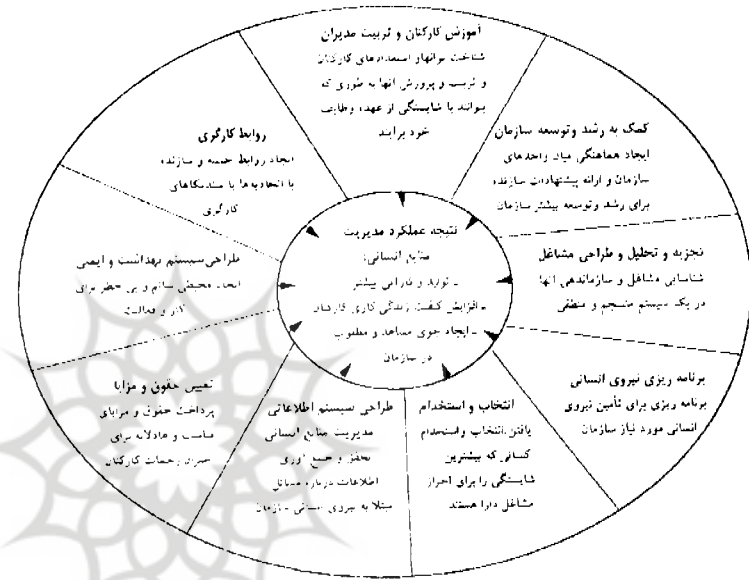 آموزش کارکنان و تربیت مدیران
شناخت توانها و استعدادهای کارکنان
و تربیت و پرورش آنها به طوری که
بتوانند با شایستگی از عهده وظایف
خود برآیند
کمک به رشد وتوسعه سازمان
ایجاد هماهنگی میان واحدهای
سازمان و ارائه پیشنهادات سازنده
برای رشد وتوسعه بیشتر سازمان
تجزیه و تحلیل و طراحی مشاغل
شناسایی مشاغل و سازماندهی آنها
در یک سیستم منسجم و منطقی
برنامه ریزی نیروی انسانی
برنامه ریزی برای تأمین نیروی
انسانی مورد نیاز سازمان
انتخاب و استخدام
یافتن، انتخاب واستخدام
کسانی که بیشترین
شایستگی را برای احراز
مشاغل دارا هستند
طراحی سیستم اطلاعاتی
مدیریت منابع انسانی
تحقیق و جمع آوری
اطلاعات درباره مسائل
مبتلا به نیروی انسانی سازمان
تعیین حقوق و مزایا
پرداخت حقوق و مزایای
مناسب و عادلانه برای
جبران زحمات کارکنان
طراحی سیستم بهداشت و ایمنی
ایجاد محیطی سالم و بی خطر برای
کار و فعالیت
روابط کارگری
ایجاد روابط حسنه و سازنده
با اتحادیه‌ها یا سندیکاهای
کارگری
نتیجه عملکرد مدیریت
منابع انسانی:
ـ تولید و کارآئی بیشتر
ـ افزایش کیفیت زندگی کاری کارکنان
ـ ایجاد جوی مساعد و مطلوب
در سازمان